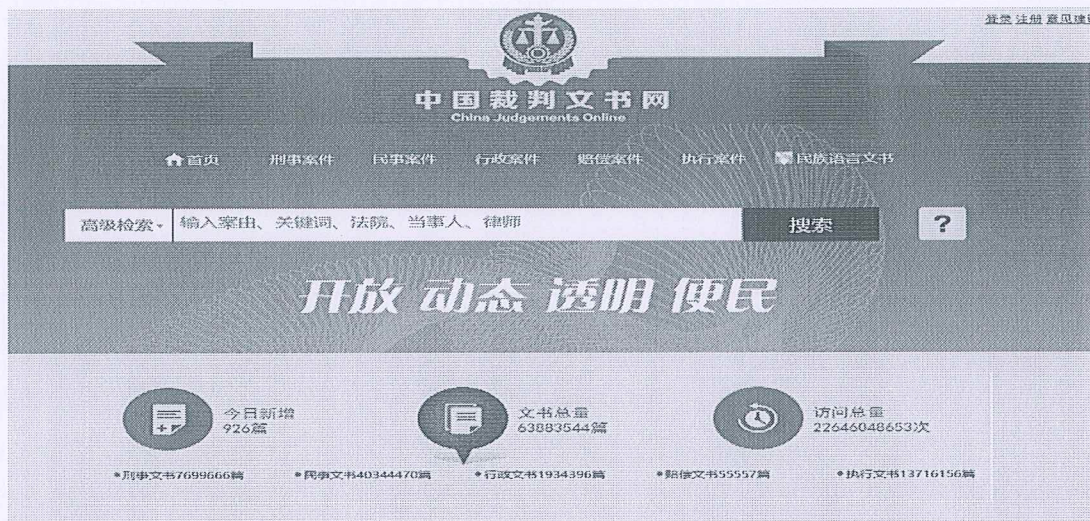 登录 注册 意见建议
中国裁判文书网
China Judgements Online
首页 刑事案件 民事案件 行政案件 赔偿案件 执行案件 民族语言文书
高级检索 输入案由、关键词、法院、当事人、律师 搜索 ?
开放 动态 透明 便民
今日新增 文书总量 访问总量
926篇 63883544篇 22646048653次
•刑事文书7699666篇 •民事文书40344470篇 •行政文书1934396篇 •赔偿文书55557篇 •执行文书13716156篇